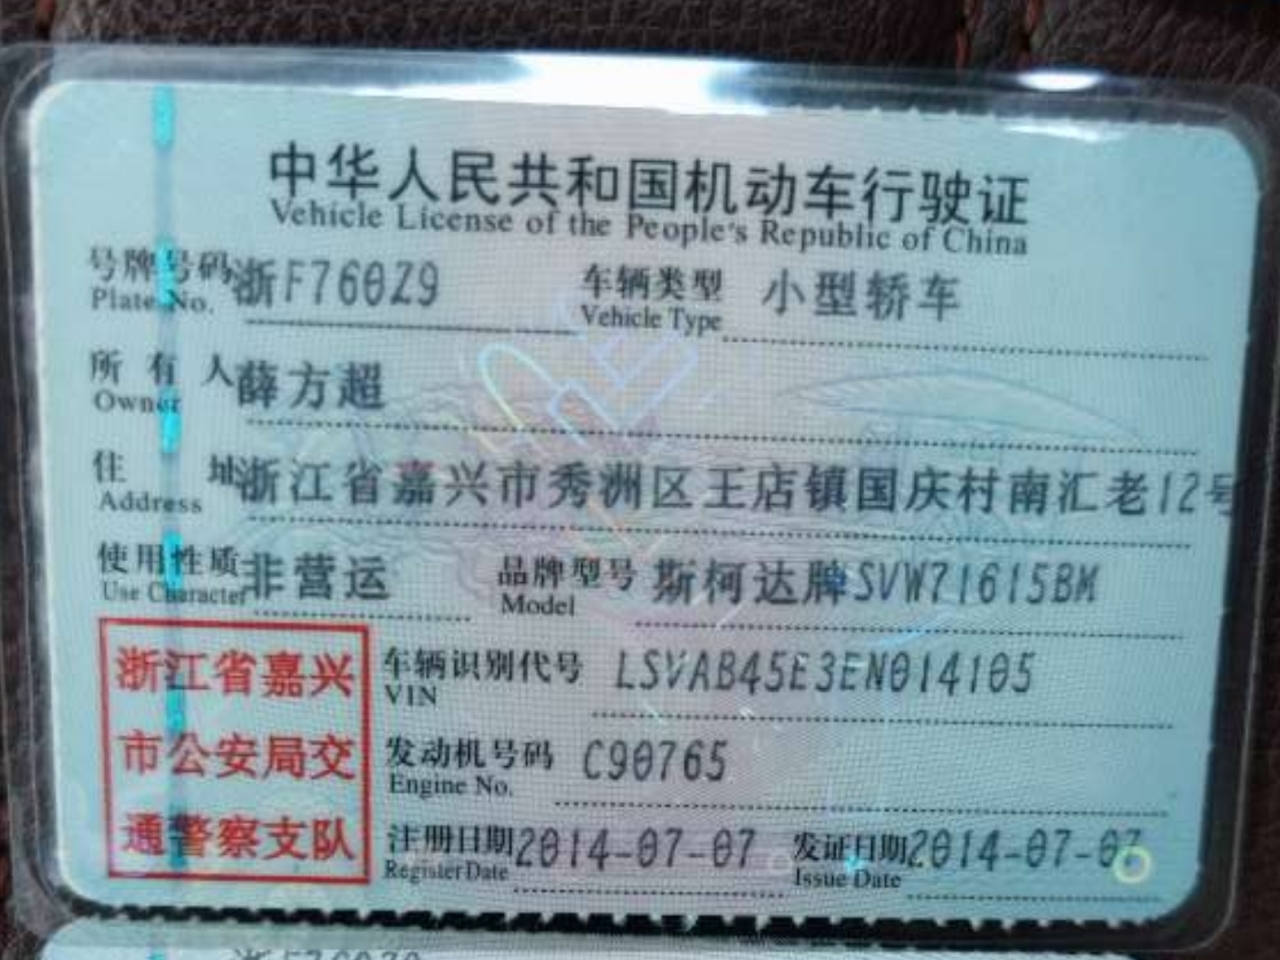 中华人民共和国机动车行驶证
Vehicle License of the People's Republic of China
号牌号码 浙F760Z9 车辆类型 小型轿车
Plate No. Vehicle Type
所有人 薛方超
Owner
住址 浙江省嘉兴市秀洲区王店镇国庆村南汇老12号
Address
使用性质 非营运 品牌型号 斯柯达牌SVW71615BM
Use Character Model
浙江省嘉兴
市公安局交
通警察支队
车辆识别代号 LSVAB45E3EN014105
VIN
发动机号码 C90765
Engine No.
注册日期 2014-07-07 发证日期 2014-07-07
Register Date Issue Date
浙F760Z9